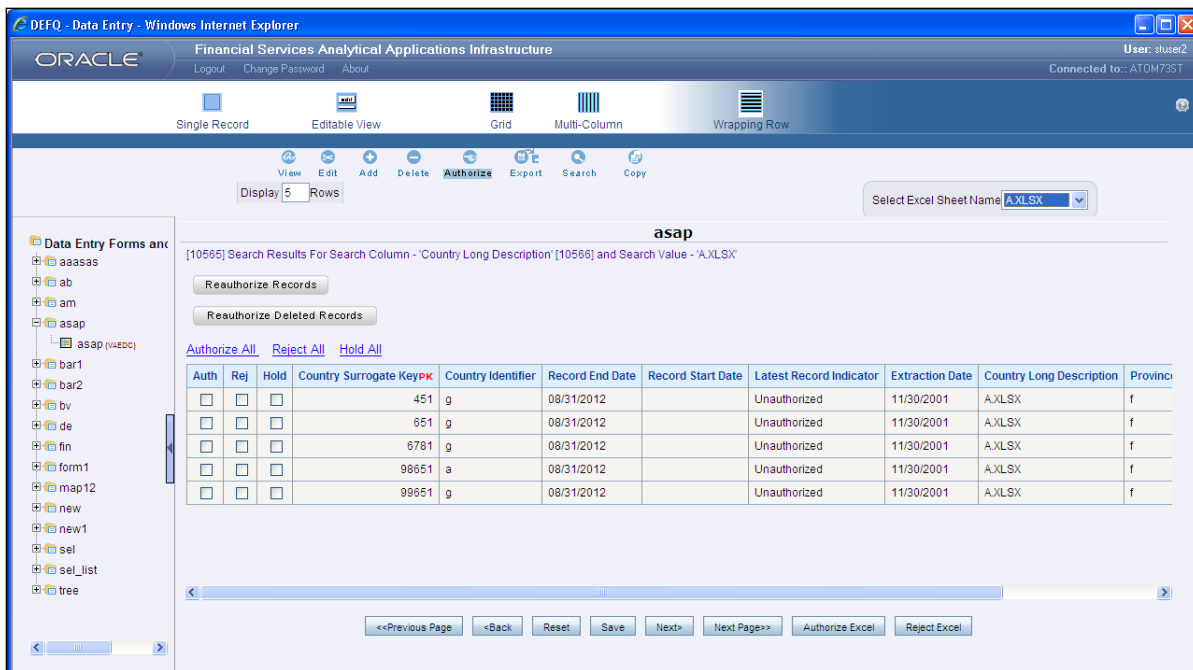 DEFQ - Data Entry - Windows Internet Explorer
ORACLE
Financial Services Analytical Applications Infrastructure
User: stuser2
Logout Change Password About
Connected to:: ATOM73ST
Single Record Editable View Grid Multi-Column Wrapping Row
View Edit Add Delete Authorize Export Search Copy
Display 5 Rows
Select Excel Sheet Name A.XLSX
asap
[10565] Search Results For Search Column - 'Country Long Description' [10566] and Search Value - 'A.XLSX'
Reauthorize Records
Reauthorize Deleted Records
Authorize All Reject All Hold All
Auth Rej Hold Country Surrogate KeyPK Country Identifier Record End Date Record Start Date Latest Record Indicator Extraction Date Country Long Description Province
451 g 08/31/2012 Unauthorized 11/30/2001 A.XLSX f
651 g 08/31/2012 Unauthorized 11/30/2001 A.XLSX f
6781 g 08/31/2012 Unauthorized 11/30/2001 A.XLSX f
98651 a 08/31/2012 Unauthorized 11/30/2001 A.XLSX f
99651 g 08/31/2012 Unauthorized 11/30/2001 A.XLSX f
Data Entry Forms and
aaasas
ab
am
asap
asap (VAEDC)
bar1
bar2
bv
de
fin
form1
map12
new
new1
sel
sel_list
tree
<<Previous Page <Back Reset Save Next> Next Page>> Authorize Excel Reject Excel